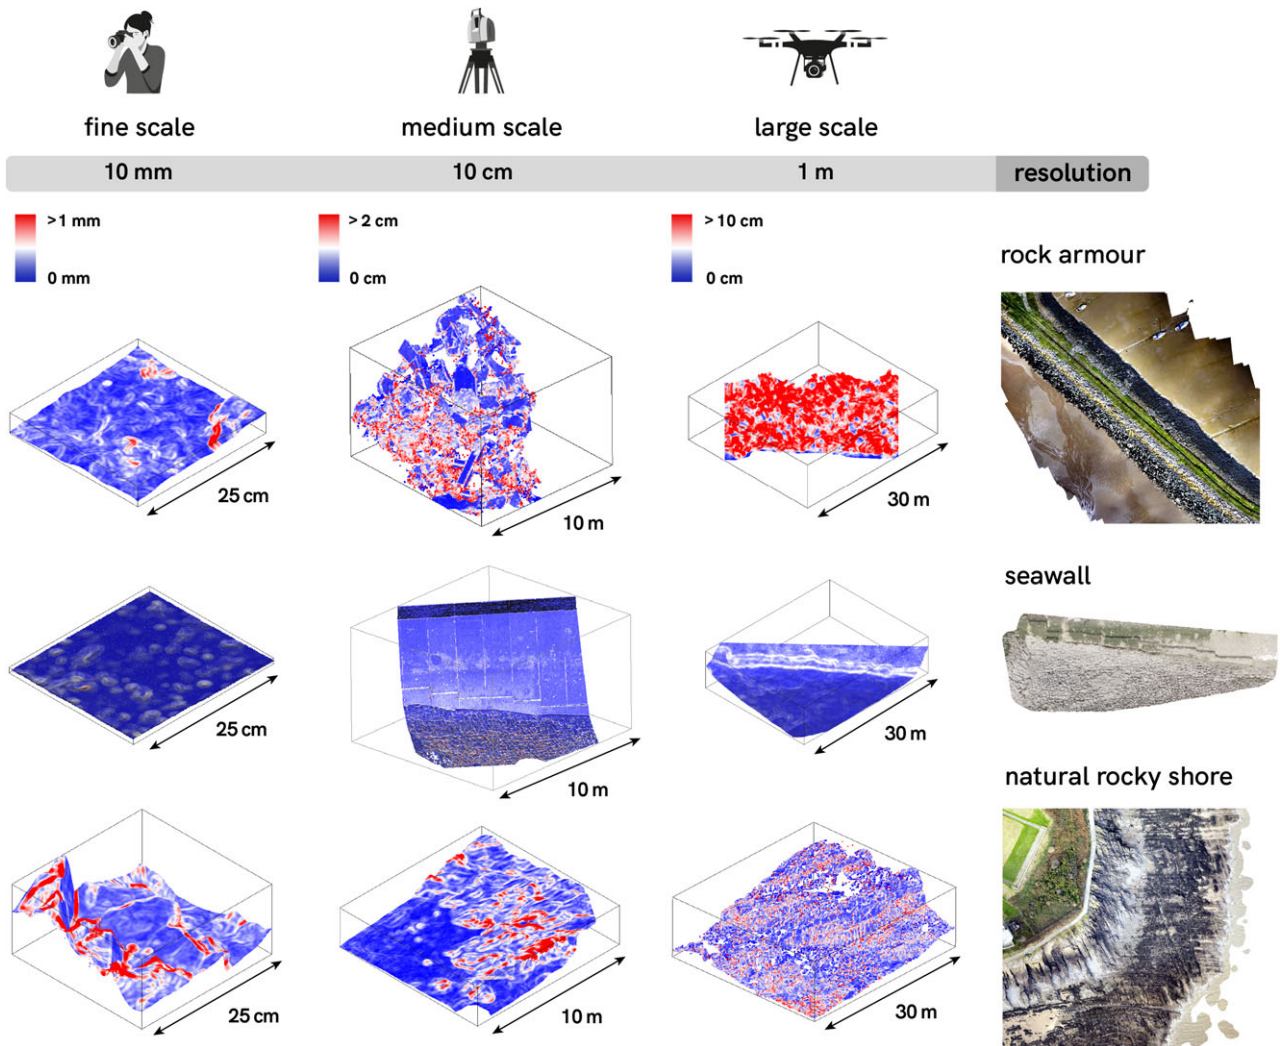 fine scale
medium scale
large scale
10 mm
10 cm
1 m
resolution
>1 mm
0 mm
> 2 cm
0 cm
> 10 cm
0 cm
rock armour
25 cm
10 m
30 m
seawall
25 cm
10 m
30 m
natural rocky shore
25 cm
10 m
30 m